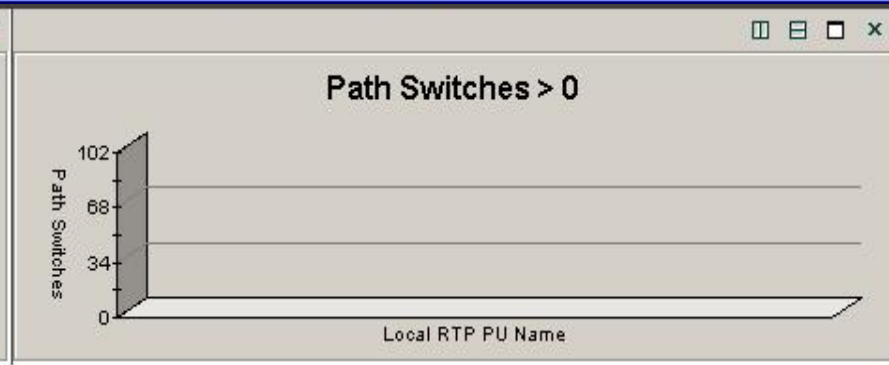 Path Switches > 0
102
68
34
0
Path Switches
Local RTP PU Name